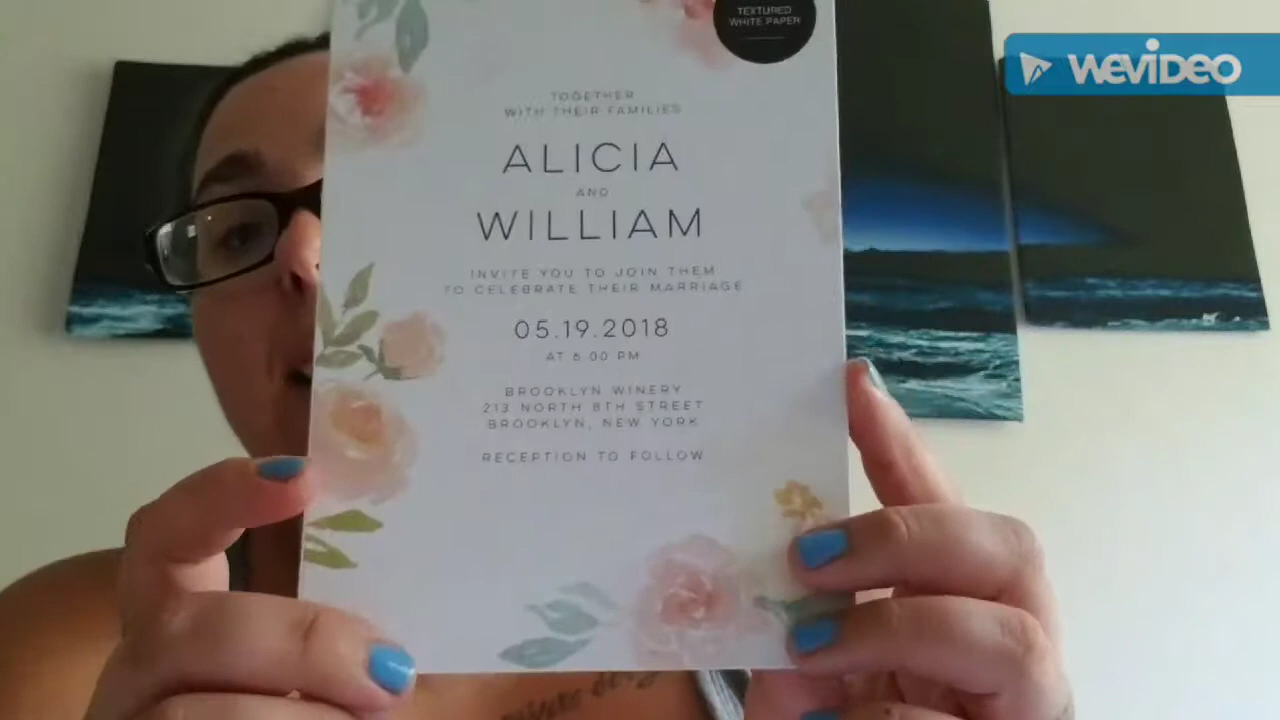 TEXTURED
WHITE PAPER
WEVIDEO
TOGETHER
WITH THEIR FAMILIES
ALICIA
AND
WILLIAM
INVITE YOU TO JOIN THEM
TO CELEBRATE THEIR MARRIAGE
05.19.2018
AT 6:00 PM
BROOKLYN WINERY
213 NORTH 8TH STREET
BROOKLYN, NEW YORK
RECEPTION TO FOLLOW